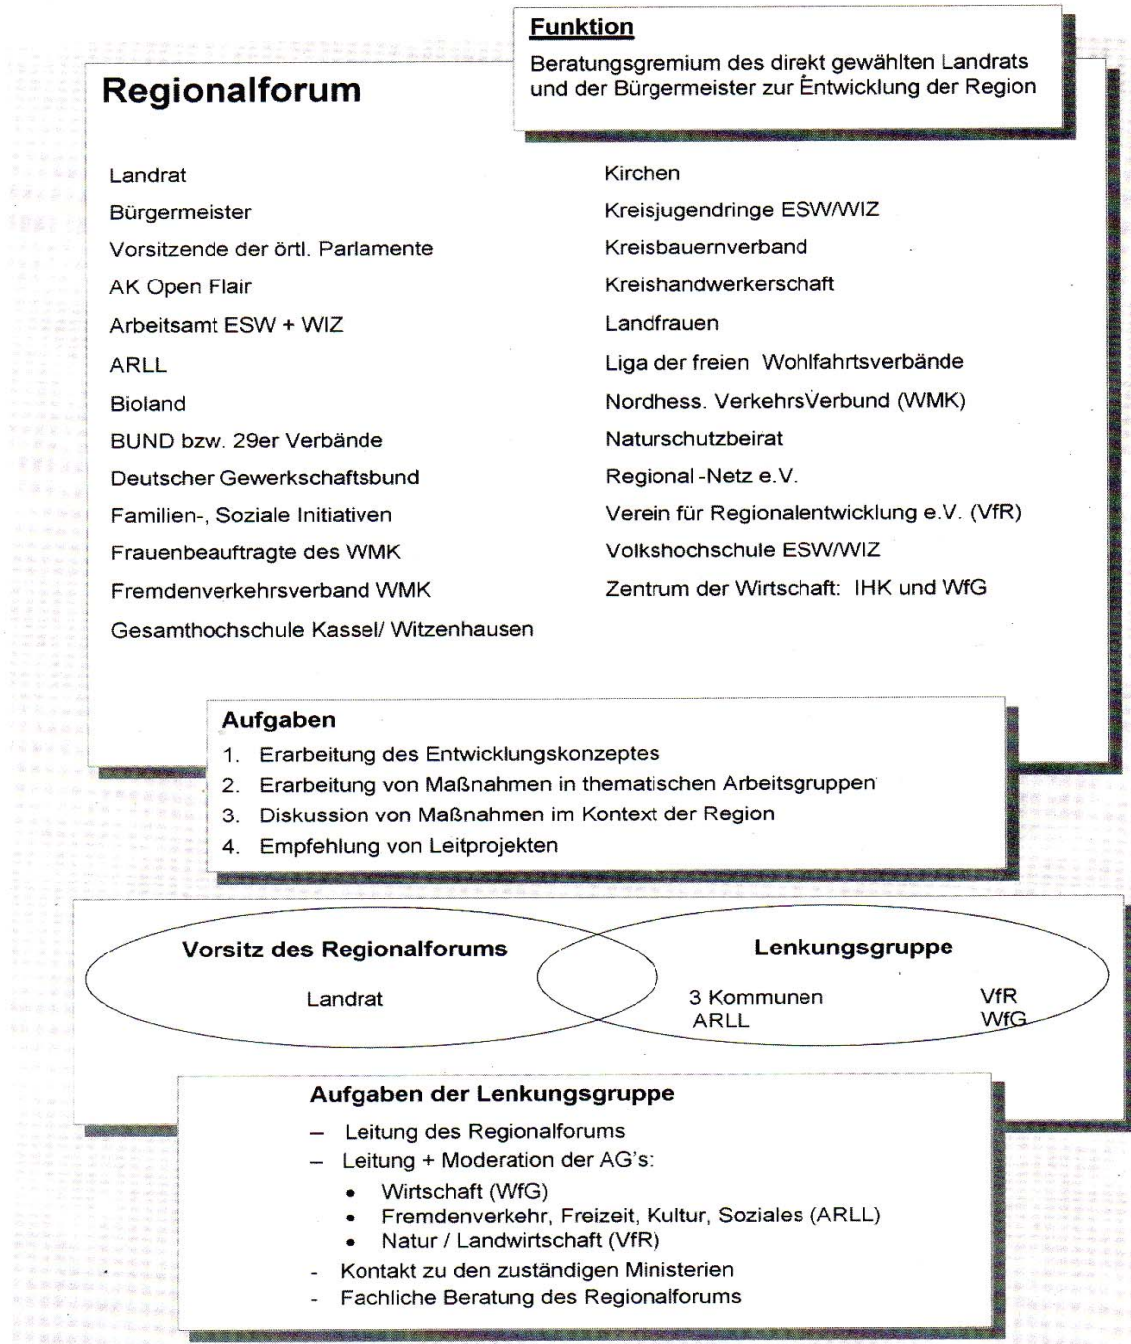 Funktion
Beratungsgremium des direkt gewählten Landrats
und der Bürgermeister zur Entwicklung der Region
Regionalforum
Landrat
Bürgermeister
Vorsitzende der örtl. Parlamente
AK Open Flair
Arbeitsamt ESW + WIZ
ARLL
Bioland
BUND bzw. 29er Verbände
Deutscher Gewerkschaftsbund
Familien-, Soziale Initiativen
Frauenbeauftragte des WMK
Fremdenverkehrsverband WMK
Gesamthochschule Kassel/ Witzenhausen
Kirchen
Kreisjugendringe ESW/WIZ
Kreisbauernverband
Kreishandwerkerschaft
Landfrauen
Liga der freien Wohlfahrtsverbände
Nordhess. VerkehrsVerbund (WMK)
Naturschutzbeirat
Regional-Netz e.V.
Verein für Regionalentwicklung e.V. (VfR)
Volkshochschule ESW/WIZ
Zentrum der Wirtschaft: IHK und WfG
Aufgaben
1. Erarbeitung des Entwicklungskonzeptes
2. Erarbeitung von Maßnahmen in thematischen Arbeitsgruppen
3. Diskussion von Maßnahmen im Kontext der Region
4. Empfehlung von Leitprojekten
Vorsitz des Regionalforums
Landrat
Lenkungsgruppe
3 Kommunen VfR
ARLL WfG
Aufgaben der Lenkungsgruppe
– Leitung des Regionalforums
– Leitung + Moderation der AG's:
• Wirtschaft (WfG)
• Fremdenverkehr, Freizeit, Kultur, Soziales (ARLL)
• Natur / Landwirtschaft (VfR)
- Kontakt zu den zuständigen Ministerien
- Fachliche Beratung des Regionalforums